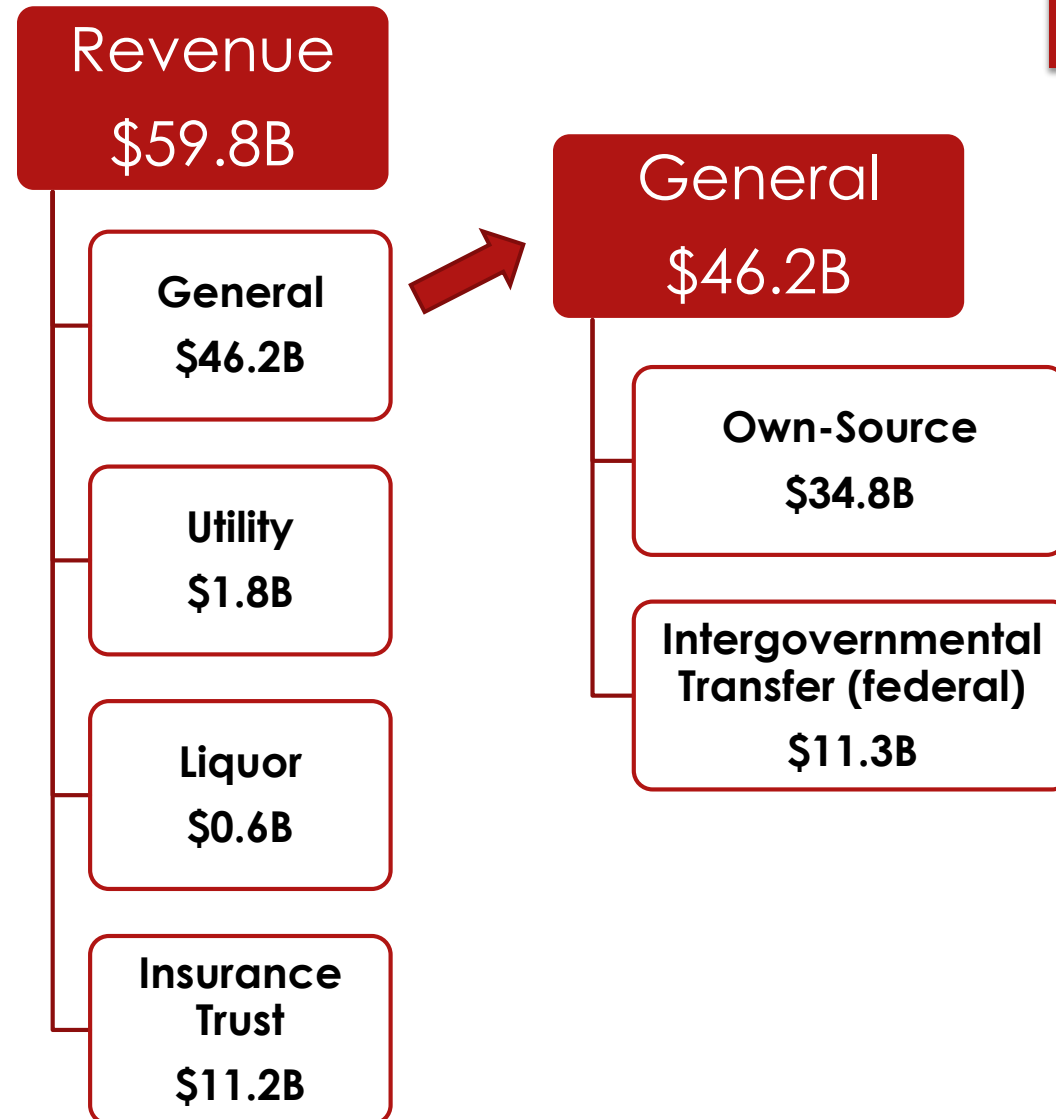 Revenue
$59.8B
General
$46.2B
Utility
$1.8B
Liquor
$0.6B
Insurance
Trust
$11.2B
General
$46.2B
Own-Source
$34.8B
Intergovernmental
Transfer (federal)
$11.3B